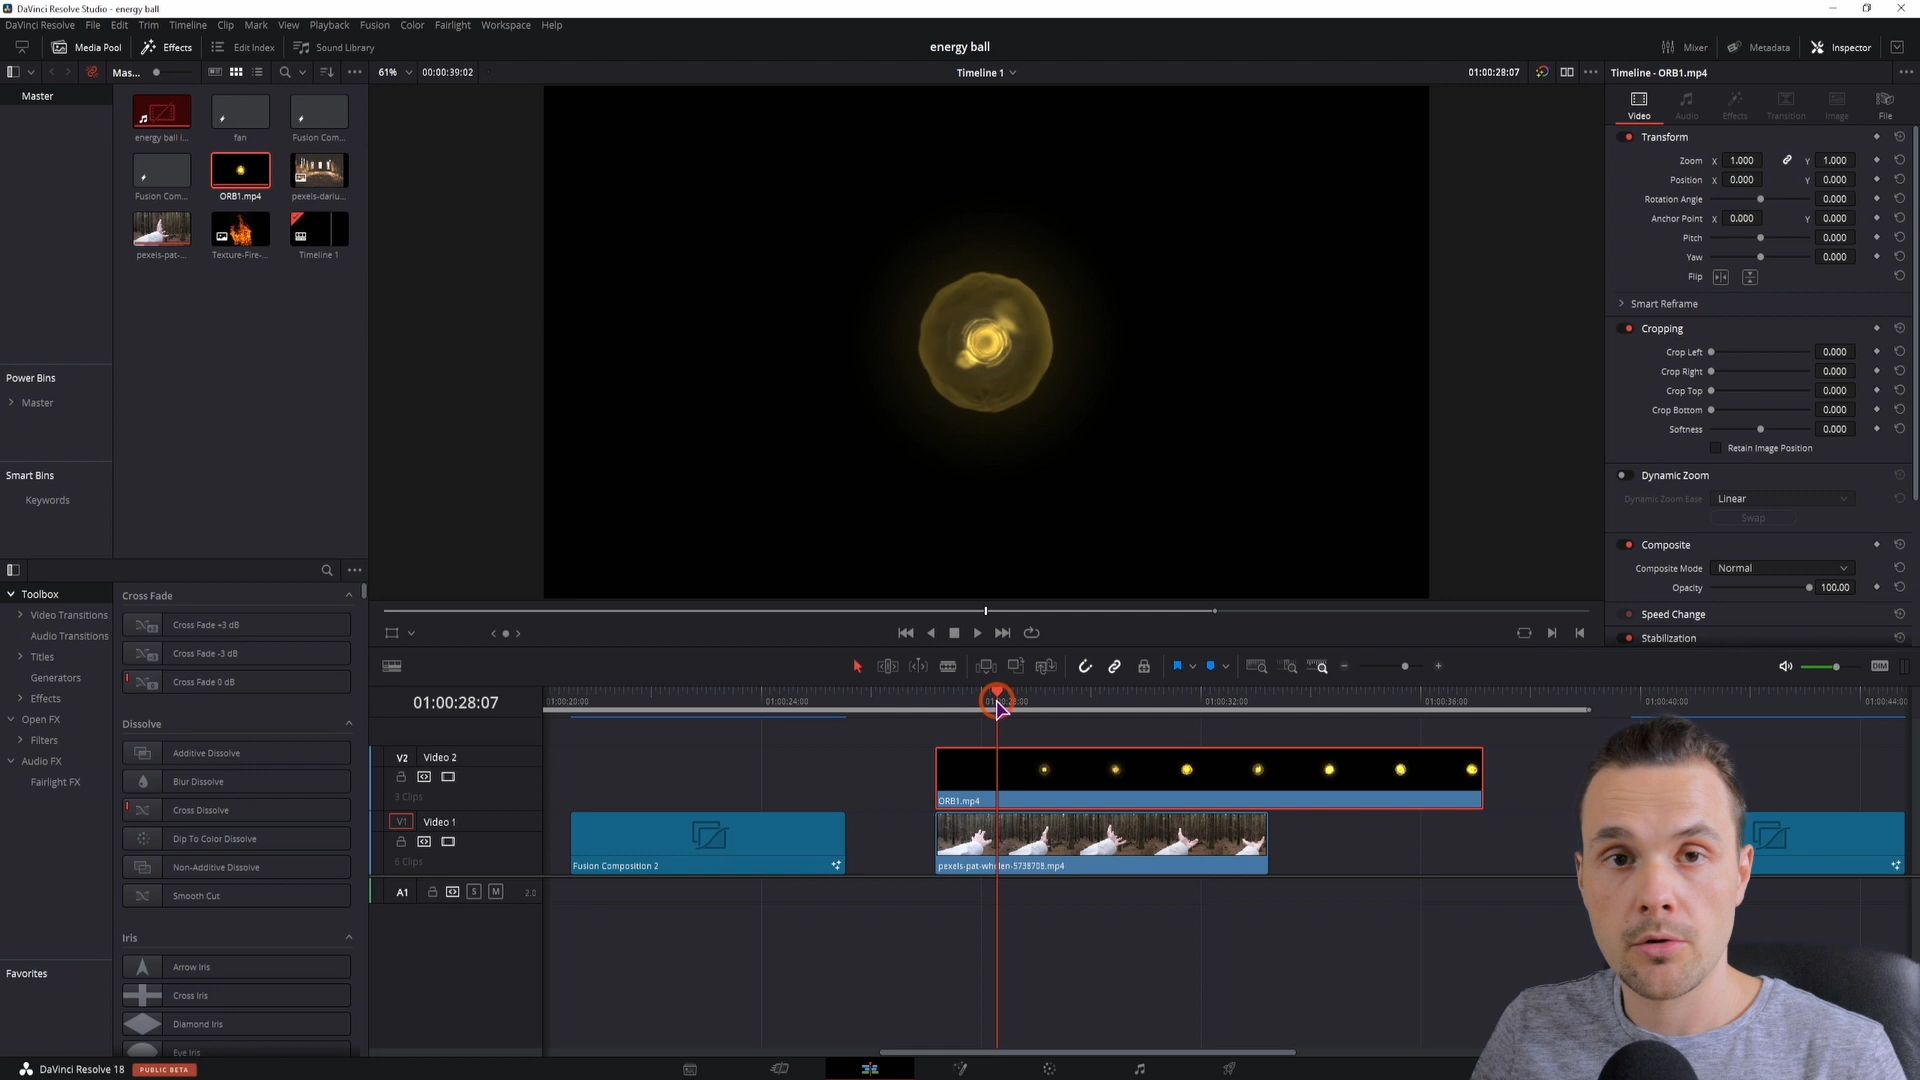 DaVinci Resolve Studio - energy ball
DaVinci Resolve File Edit Trim Timeline Clip Mark View Playback Fusion Color Fairlight Workspace Help
Media Pool Effects Edit Index Sound Library energy ball Mixer Metadata Inspector
Mas... 61% 00:00:39:02 Timeline 1 01:00:28:07 Timeline - ORB1.mp4
Master
energy ball i... fan Fusion Com...
Fusion Com... ORB1.mp4 pexels-dariu...
pexels-pat-... Texture-Fire-... Timeline 1
Power Bins
Master
Smart Bins
Keywords
Video Audio Effects Transition Image File
Transform
Zoom X 1.000 Y 1.000
Position X 0.000 Y 0.000
Rotation Angle 0.000
Anchor Point X 0.000 Y 0.000
Pitch 0.000
Yaw 0.000
Flip
Smart Reframe
Cropping
Crop Left 0.000
Crop Right 0.000
Crop Top 0.000
Crop Bottom 0.000
Softness 0.000
Retain Image Position
Dynamic Zoom
Dynamic Zoom Ease Linear
Swap
Composite
Composite Mode Normal
Opacity 100.00
Speed Change
Stabilization
Toolbox
Video Transitions
Audio Transitions
Titles
Generators
Effects
Open FX
Filters
Audio FX
Fairlight FX
Favorites
Cross Fade
Cross Fade +3 dB
Cross Fade -3 dB
Cross Fade 0 dB
Dissolve
Additive Dissolve
Blur Dissolve
Cross Dissolve
Dip To Color Dissolve
Non-Additive Dissolve
Smooth Cut
Iris
Arrow Iris
Cross Iris
Diamond Iris
Eye Iris
DIM
01:00:28:07
01:00:20:00 01:00:24:00 01:00:32:00 01:00:36:00 01:00:40:00 01:00:44:00
V2 Video 2
3 Clips
ORB1.mp4
V1 Video 1
6 Clips
Fusion Composition 2
pexels-pat-whelen-5738708.mp4
A1 S M 2.0
DaVinci Resolve 18 PUBLIC BETA